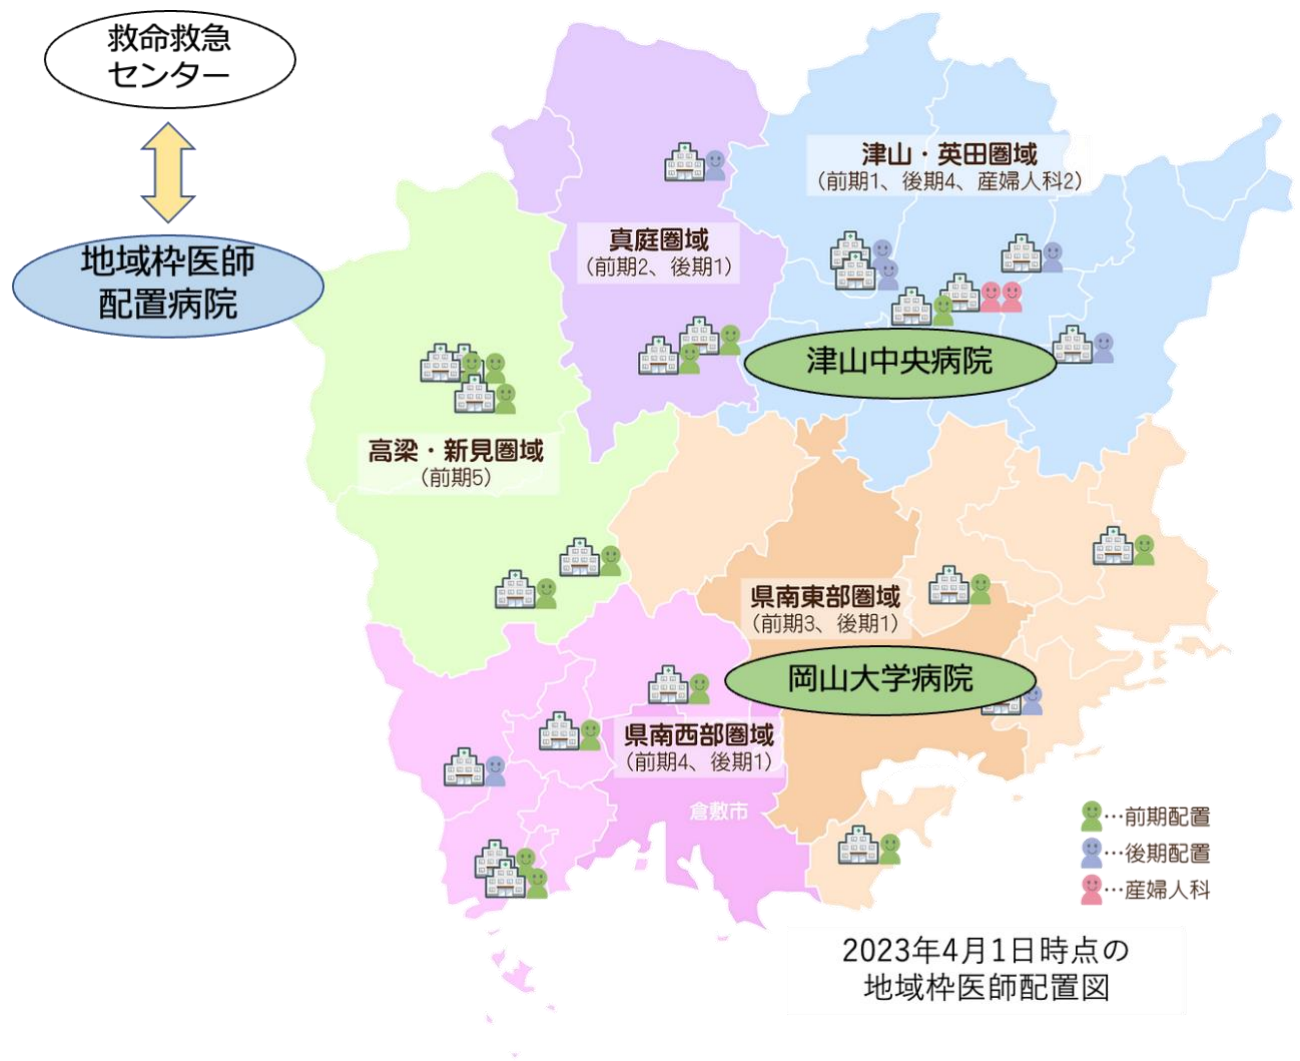 救命救急
センター
地域枠医師
配置病院
津山・英田圏域
(前期1、後期4、産婦人科2)
真庭圏域
(前期2、後期1)
津山中央病院
高梁・新見圏域
(前期5)
県南東部圏域
(前期3、後期1)
岡山大学病院
県南西部圏域
(前期4、後期1)
倉敷市
…前期配置
…後期配置
…産婦人科
2023年4月1日時点の
地域枠医師配置図